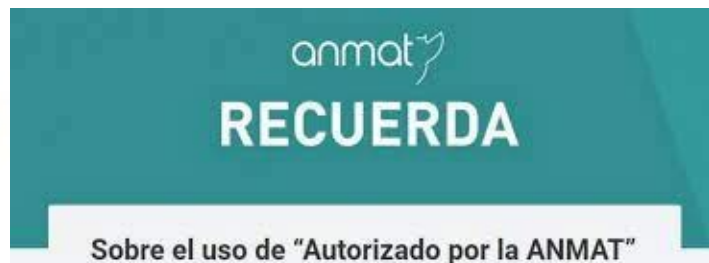 anmat
RECUERDA
Sobre el uso de “Autorizado por la ANMAT”